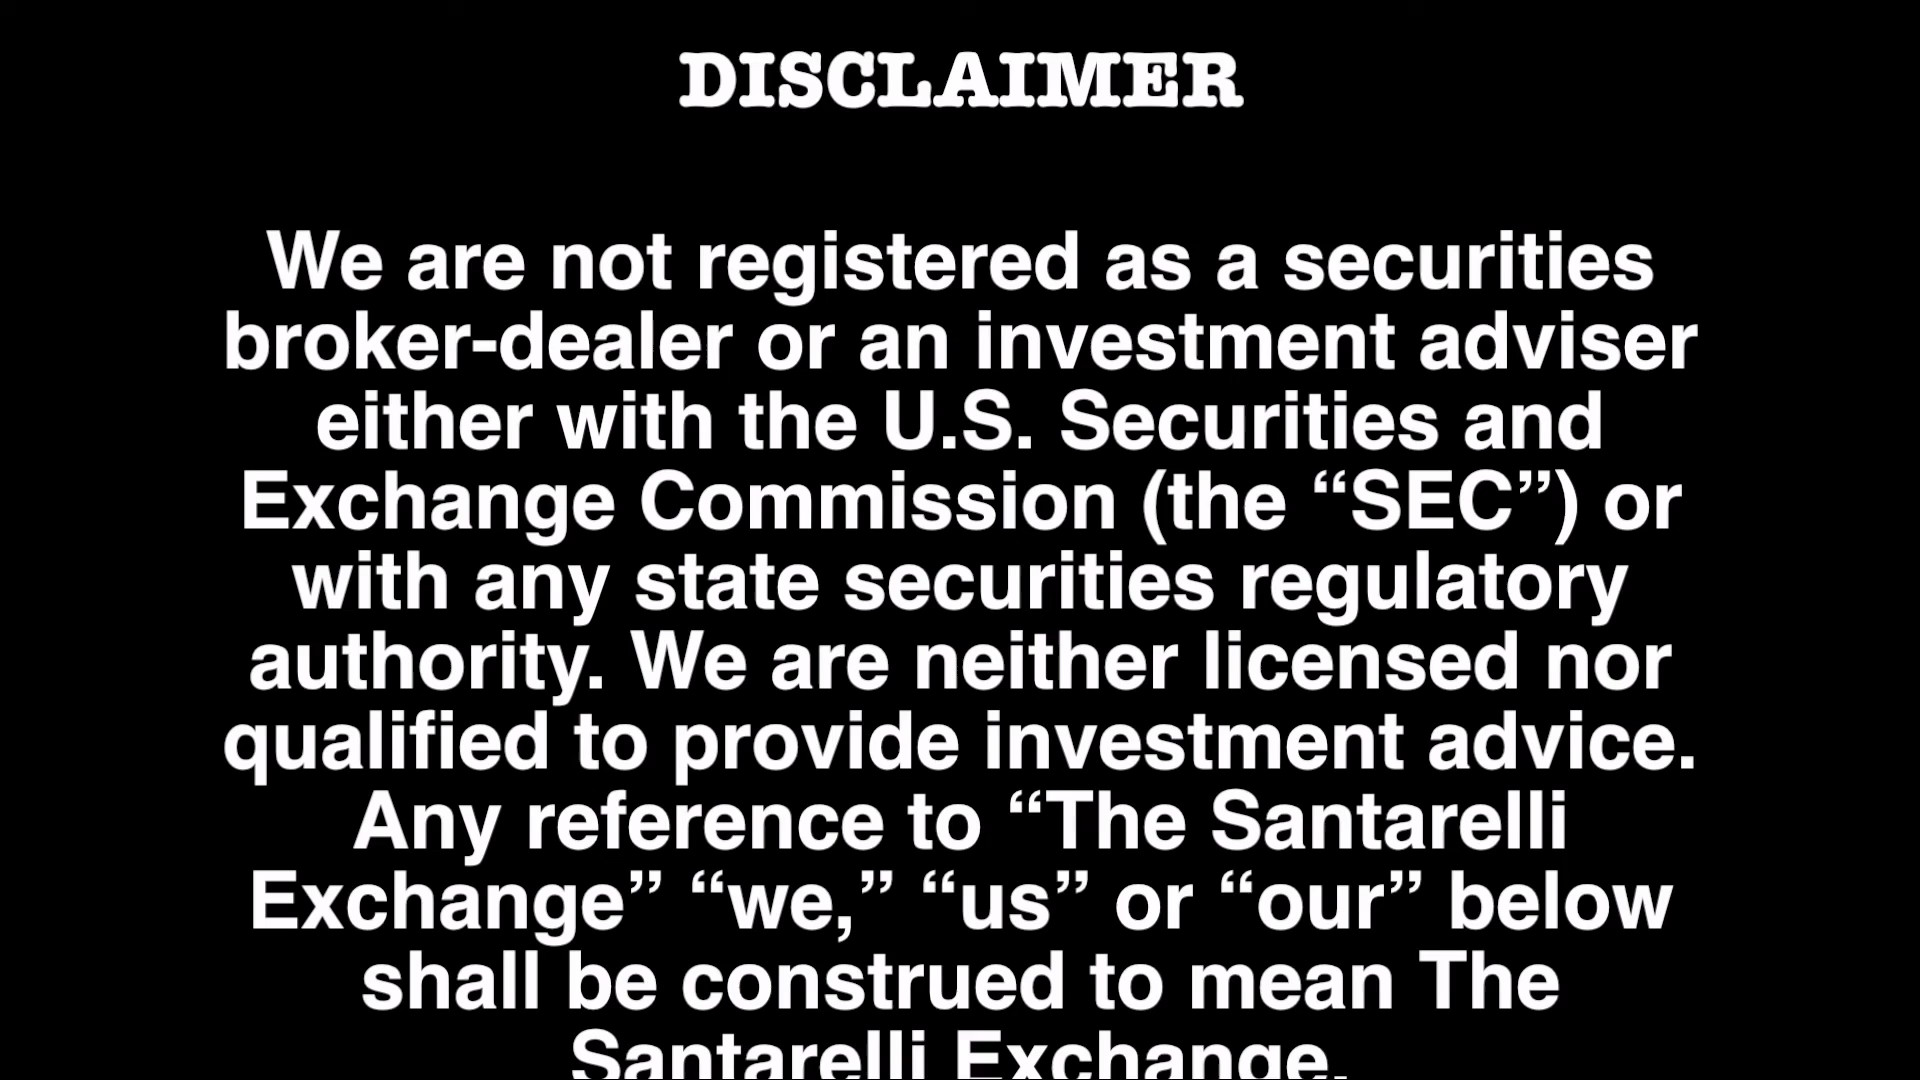 DISCLAIMER
We are not registered as a securities
broker-dealer or an investment adviser
either with the U.S. Securities and
Exchange Commission (the “SEC”) or
with any state securities regulatory
authority. We are neither licensed nor
qualified to provide investment advice.
Any reference to “The Santarelli
Exchange” “we,” “us” or “our” below
shall be construed to mean The
Santarelli Exchange.